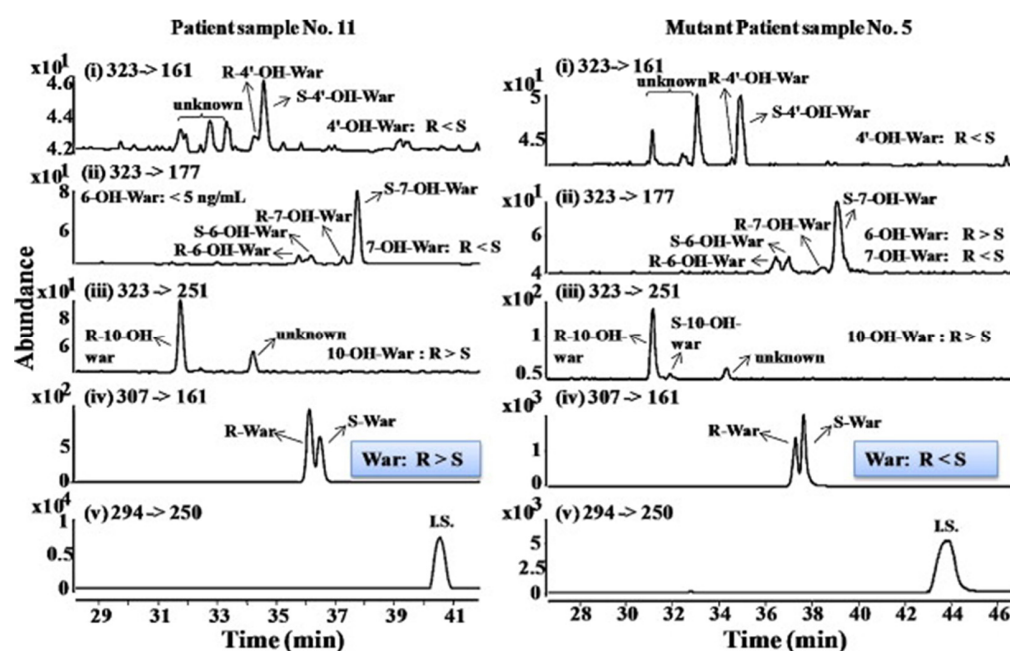 Patient sample No. 11
x10¹
(i) 323-> 161
R-4'-OH-War
unknown
S-4'-OH-War
4'-OH-War: R < S
4.6
4.4
4.2
x10¹
(ii) 323-> 177
6-OH-War: < 5 ng/mL
S-7-OH-War
R-7-OH-War
S-6-OH-War
R-6-OH-War
7-OH-War: R < S
8
6
x10¹
(iii) 323-> 251
R-10-OH
war
unknown
10-OH-War : R > S
8
6
x10²
(iv) 307-> 161
R-War
S-War
War: R > S
5
0
x10⁴
(v) 294-> 250
I.S.
1
0.5
0
Abundance
29 31 33 35 37 39 41
Time (min)
Mutant Patient sample No. 5
x10¹
(i) 323-> 161
R-4'-OH-War
unknown
S-4'-OH-War
4'-OH-War: R < S
5
4.5
x10¹
(ii) 323-> 177
S-7-OH-War
R-7-OH-War
S-6-OH-War
R-6-OH-War
6-OH-War: R > S
7-OH-War: R < S
8
6
4
x10²
(iii) 323-> 251
R-10-OH-
war
S-10-OH-
war
unknown
10-OH-War: R > S
1
0.5
x10³
(iv) 307-> 161
R-War
S-War
War: R < S
2
1
0
x10³
(v) 294-> 250
I.S.
5
2.5
0
28 30 32 34 36 38 40 42 44 46
Time (min)